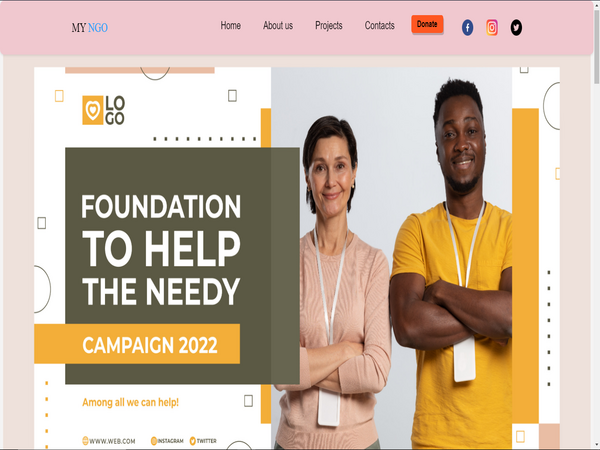 MY NGO
Home About us Projects Contacts Donate
LO
GO
FOUNDATION
TO HELP
THE NEEDY
CAMPAIGN 2022
Among all we can help!
WWW.WEB.COM INSTAGRAM TWITTER